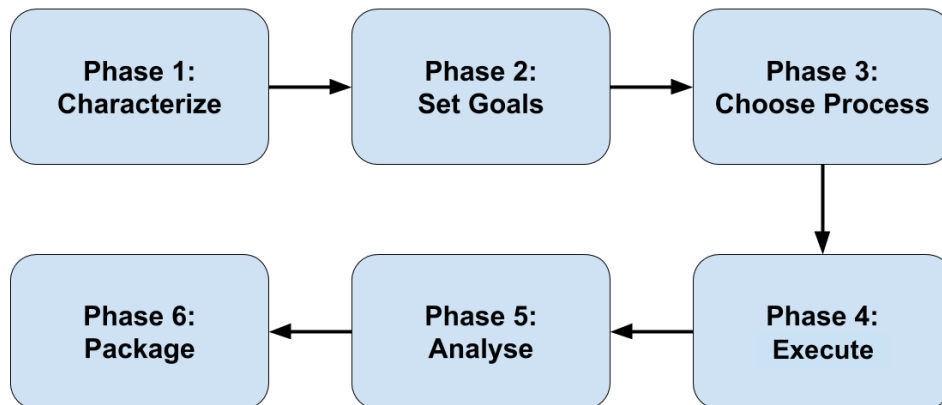 Phase 1:
Characterize
Phase 2:
Set Goals
Phase 3:
Choose Process
Phase 4:
Execute
Phase 5:
Analyse
Phase 6:
Package